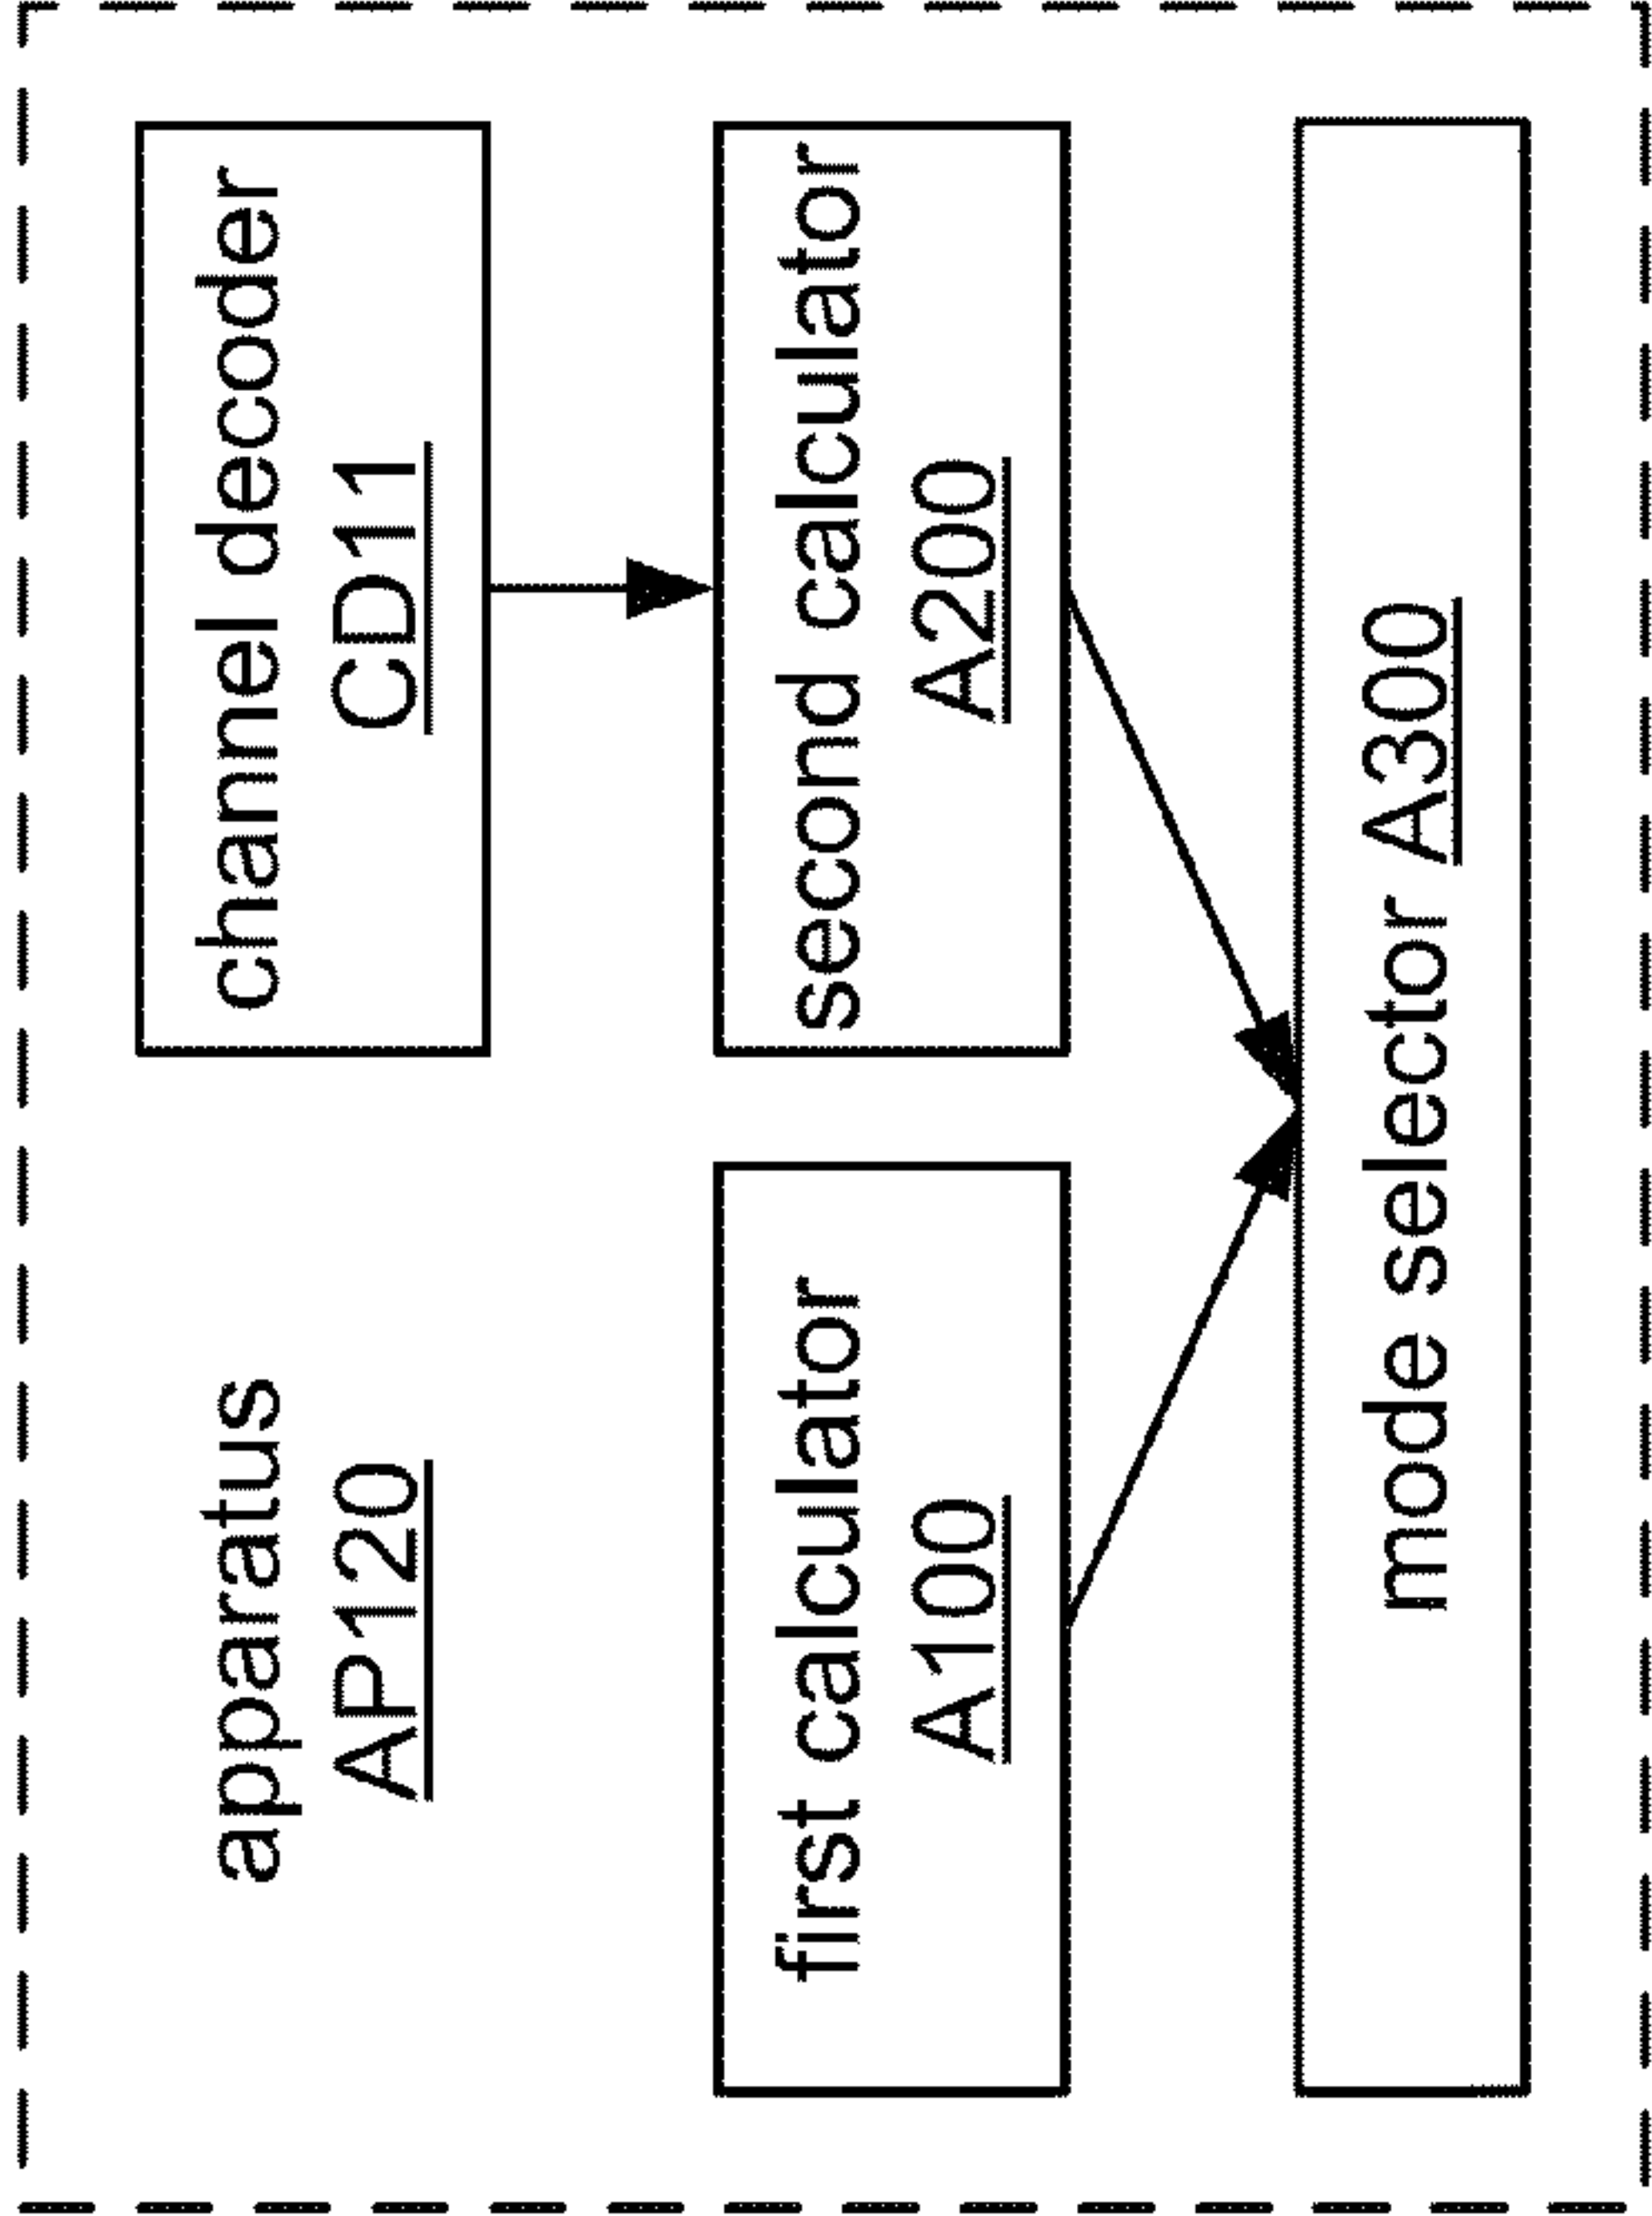 apparatus
AP120
channel decoder
CD11
first calculator
A100
second calculator
A200
mode selector A300